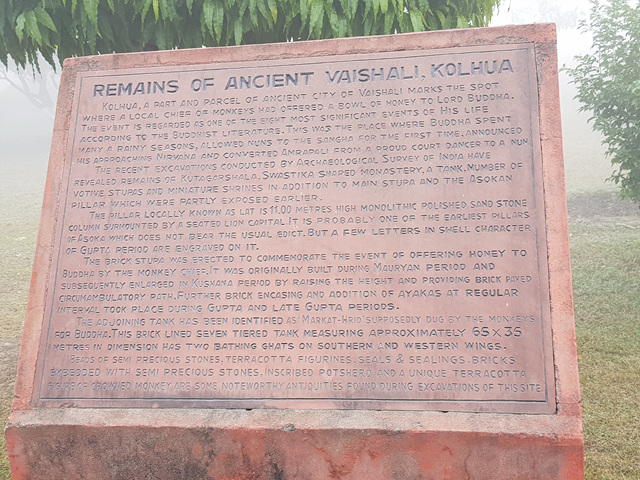 REMAINS OF ANCIENT VAISHALI, KOLHUA
KOLHUA, A PART AND PARCEL OF ANCIENT CITY OF VAISHALI MARKS THE SPOT
WHERE A LOCAL CHIEF OF MONKEYS HAD OFFERED A BOWL OF HONEY TO LORD BUDDHA.
THE EVENT IS REGARDED AS ONE OF THE EIGHT MOST SIGNIFICANT EVENTS OF HIS LIFE
ACCORDING TO THE BUDDHIST LITERATURE. THIS WAS THE PLACE WHERE BUDDHA SPENT
MANY A RAINY SEASONS, ALLOWED NUNS TO THE SANGHA FOR THE FIRST TIME, ANNOUNCED
HIS APPROACHING NIRVANA AND CONVERTED AMRAPALI FROM A PROUD COURT DANCER TO A NUN
THE RECENT EXCAVATIONS CONDUCTED BY ARCHAEOLOGICAL SURVEY OF INDIA HAVE
REVEALED REMAINS OF KUTAGARSHALA, SWASTIKA SHAPED MONASTERY, A TANK, NUMBER OF
VOTIVE STUPAS AND MINIATURE SHRINES IN ADDITION TO MAIN STUPA AND THE ASOKAN
PILLAR WHICH WERE PARTLY EXPOSED EARLIER.
THE PILLAR LOCALLY KNOWN AS LAT IS 11.00 METRES HIGH MONOLITHIC POLISHED SAND STONE
COLUMN SURMOUNTED BY A SEATED LION CAPITAL. IT IS PROBABLY ONE OF THE EARLIEST PILLARS
OF ASOKA WHICH DOES NOT BEAR THE USUAL EDICT. BUT A FEW LETTERS IN SHELL CHARACTER
OF GUPTA PERIOD ARE ENGRAVED ON IT.
THE BRICK STUPA WAS ERECTED TO COMMEMORATE THE EVENT OF OFFERING HONEY TO
BUDDHA BY THE MONKEY CHIEF. IT WAS ORIGINALLY BUILT DURING MAURYAN PERIOD AND
SUBSEQUENTLY ENLARGED IN KUSHANA PERIOD BY RAISING THE HEIGHT AND PROVIDING BRICK PAVED
CIRCUMAMBULATORY PATH. FURTHER BRICK ENCASING AND ADDITION OF AYAKAS AT REGULAR
INTERVAL TOOK PLACE DURING GUPTA AND LATE GUPTA PERIODS.
THE ADJOINING TANK HAS BEEN IDENTIFIED AS MARKAT-HRID SUPPOSEDLY DUG BY THE MONKEYS
FOR BUDDHA. THIS BRICK LINED SEVEN TIERED TANK MEASURING APPROXIMATELY 65 X 35
METRES IN DIMENSION HAS TWO BATHING GHATS ON SOUTHERN AND WESTERN WINGS.
BEADS OF SEMI PRECIOUS STONES, TERRACOTTA FIGURINES, SEALS & SEALINGS, BRICKS
EMBEDDED WITH SEMI PRECIOUS STONES, INSCRIBED POTSHERD AND A UNIQUE TERRACOTTA
FIGURE OF CROWNED MONKEY ARE SOME NOTEWORTHY ANTIQUITIES FOUND DURING EXCAVATIONS OF THIS SITE